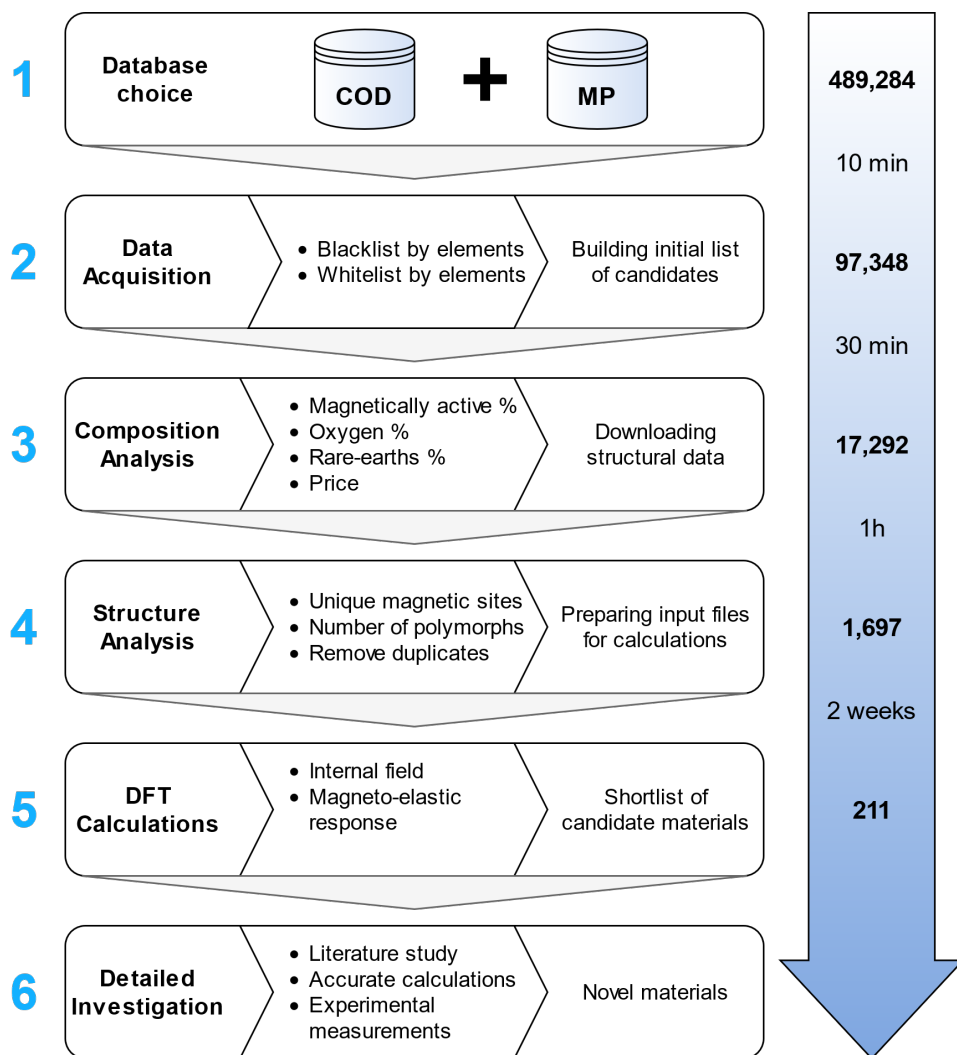 1
Database
choice
COD
+
MP
489,284
10 min
2
Data
Acquisition
• Blacklist by elements
• Whitelist by elements
Building initial list
of candidates
97,348
30 min
3
Composition
Analysis
• Magnetically active %
• Oxygen %
• Rare-earths %
• Price
Downloading
structural data
17,292
1h
4
Structure
Analysis
• Unique magnetic sites
• Number of polymorphs
• Remove duplicates
Preparing input files
for calculations
1,697
2 weeks
5
DFT
Calculations
• Internal field
• Magneto-elastic
response
Shortlist of
candidate materials
211
6
Detailed
Investigation
• Literature study
• Accurate calculations
• Experimental
measurements
Novel materials